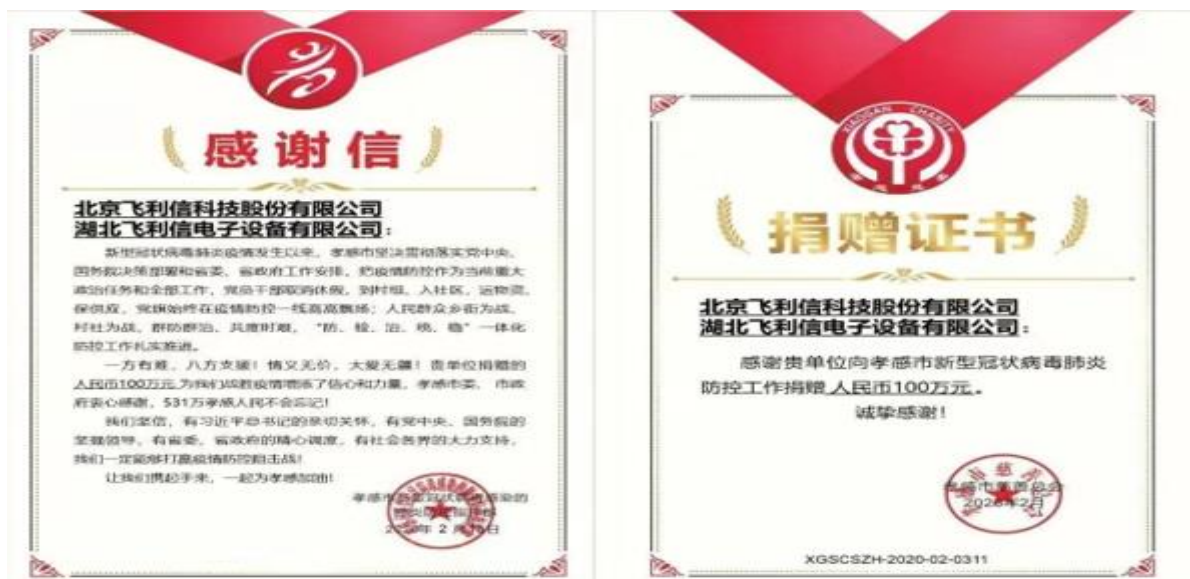 感谢信
北京飞利信科技股份有限公司
湖北飞利信电子设备有限公司：
新型冠状病毒肺炎疫情发生以来，孝感市坚决贯彻落实党中央、
国务院决策部署和省委、省政府工作安排，把疫情防控作为当前重大
政治任务和全部工作，党员干部取消休假，到村组、入社区、运物资、
保供应，党旗始终在疫情防控一线高高飘扬；人民群众乡街为战、
村社为战，群防群治、共度时艰，“防、检、治、统、稳”一体化
防控工作扎实推进。
一方有难，八方支援！情义无价，大爱无疆！贵单位捐赠的
人民币100万元为我们战胜疫情增添了信心和力量，孝感市委、市政
府衷心感谢，531万孝感人民不会忘记！
我们坚信，有习近平总书记的亲切关怀，有党中央、国务院的
坚强领导，有省委、省政府的精心调度，有社会各界的大力支持，
我们一定能够打赢疫情防控阻击战！
让我们携起手来，一起为孝感加油！
XIAOGAN CHARITY
捐赠证书
北京飞利信科技股份有限公司
湖北飞利信电子设备有限公司：
感谢贵单位向孝感市新型冠状病毒肺炎
防控工作捐赠人民币100万元。
诚挚感谢！
孝感市慈善总会
2020年2月
XGSCSZH-2020-02-0311